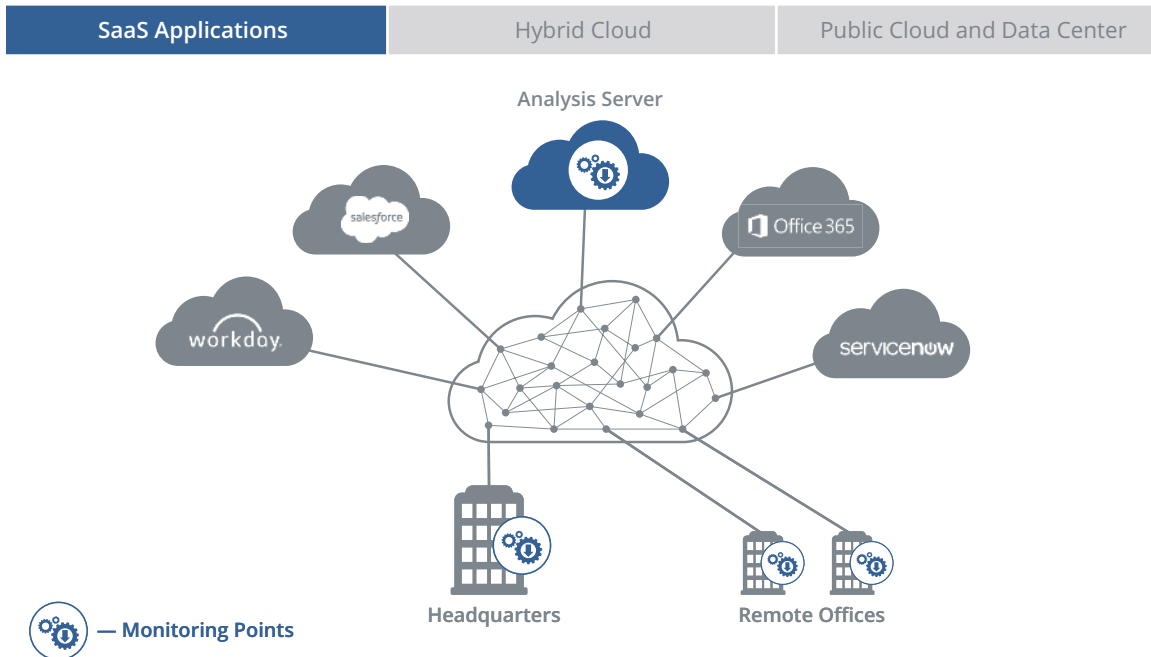 SaaS Applications
Hybrid Cloud
Public Cloud and Data Center
Analysis Server
salesforce
Office 365
workday.
servicenow
Headquarters
Remote Offices
— Monitoring Points